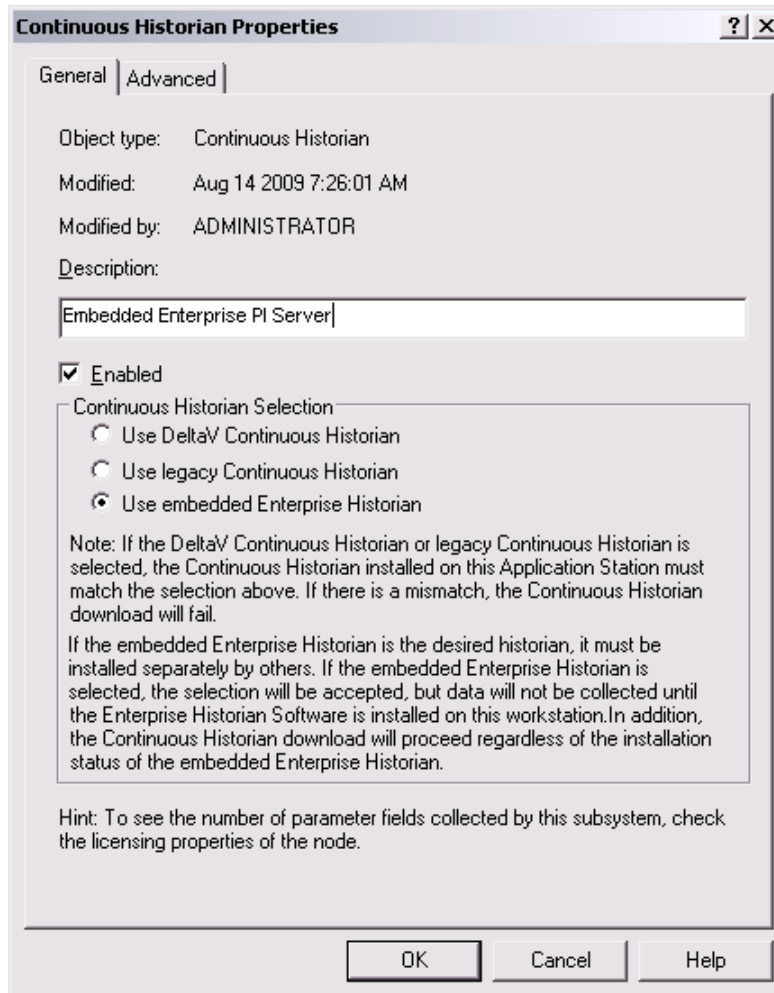 Continuous Historian Properties
General Advanced
Object type: Continuous Historian
Modified: Aug 14 2009 7:26:01 AM
Modified by: ADMINISTRATOR
Description:
Embedded Enterprise PI Server
Enabled
Continuous Historian Selection
Use DeltaV Continuous Historian
Use legacy Continuous Historian
Use embedded Enterprise Historian
Note: If the DeltaV Continuous Historian or legacy Continuous Historian is
selected, the Continuous Historian installed on this Application Station must
match the selection above. If there is a mismatch, the Continuous Historian
download will fail.
If the embedded Enterprise Historian is the desired historian, it must be
installed separately by others. If the embedded Enterprise Historian is
selected, the selection will be accepted, but data will not be collected until
the Enterprise Historian Software is installed on this workstation.In addition,
the Continuous Historian download will proceed regardless of the installation
status of the embedded Enterprise Historian.
Hint: To see the number of parameter fields collected by this subsystem, check
the licensing properties of the node.
OK Cancel Help